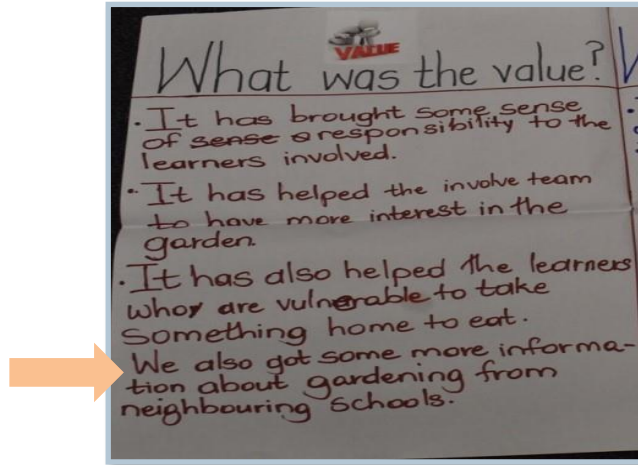 VALUE
What was the value?
· It has brought some sense
of sense responsibility to the
learners involved.
· It has helped the involve team
to have more interest in the
garden.
· It has also helped the learners
who are vulnerable to take
something home to eat.
We also got some more informa-
tion about gardening from
neighbouring schools.